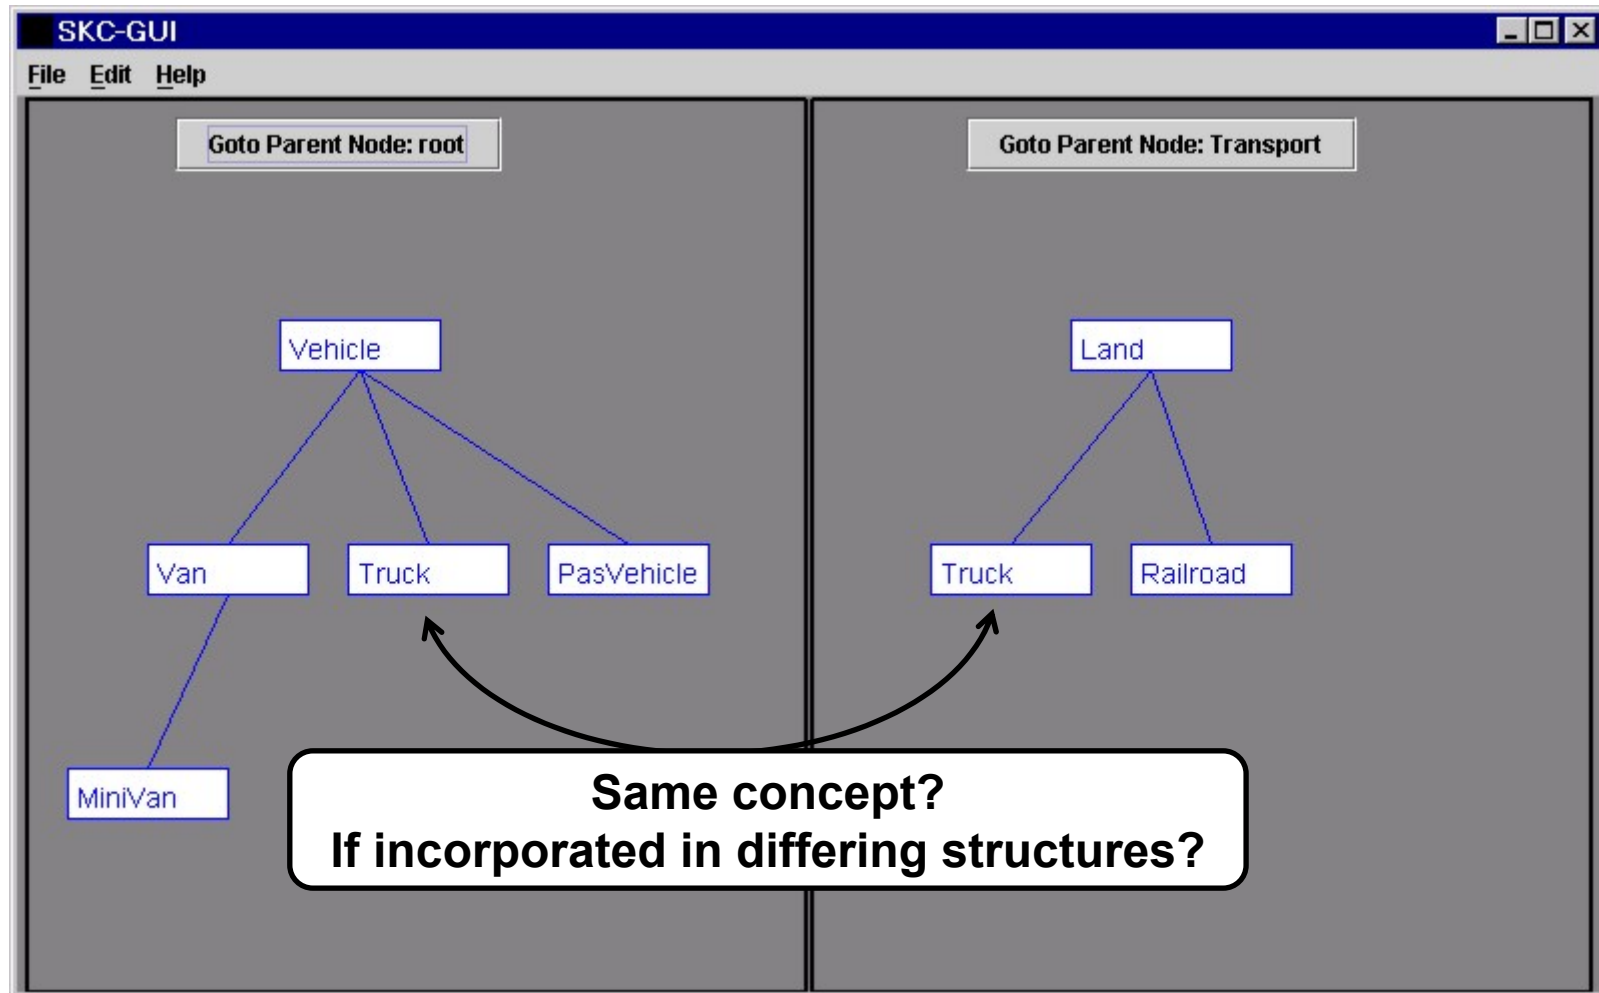 SKC-GUI
File Edit Help
Goto Parent Node: root
Vehicle
Van Truck PasVehicle
MiniVan
Goto Parent Node: Transport
Land
Truck Railroad
Same concept?
If incorporated in differing structures?